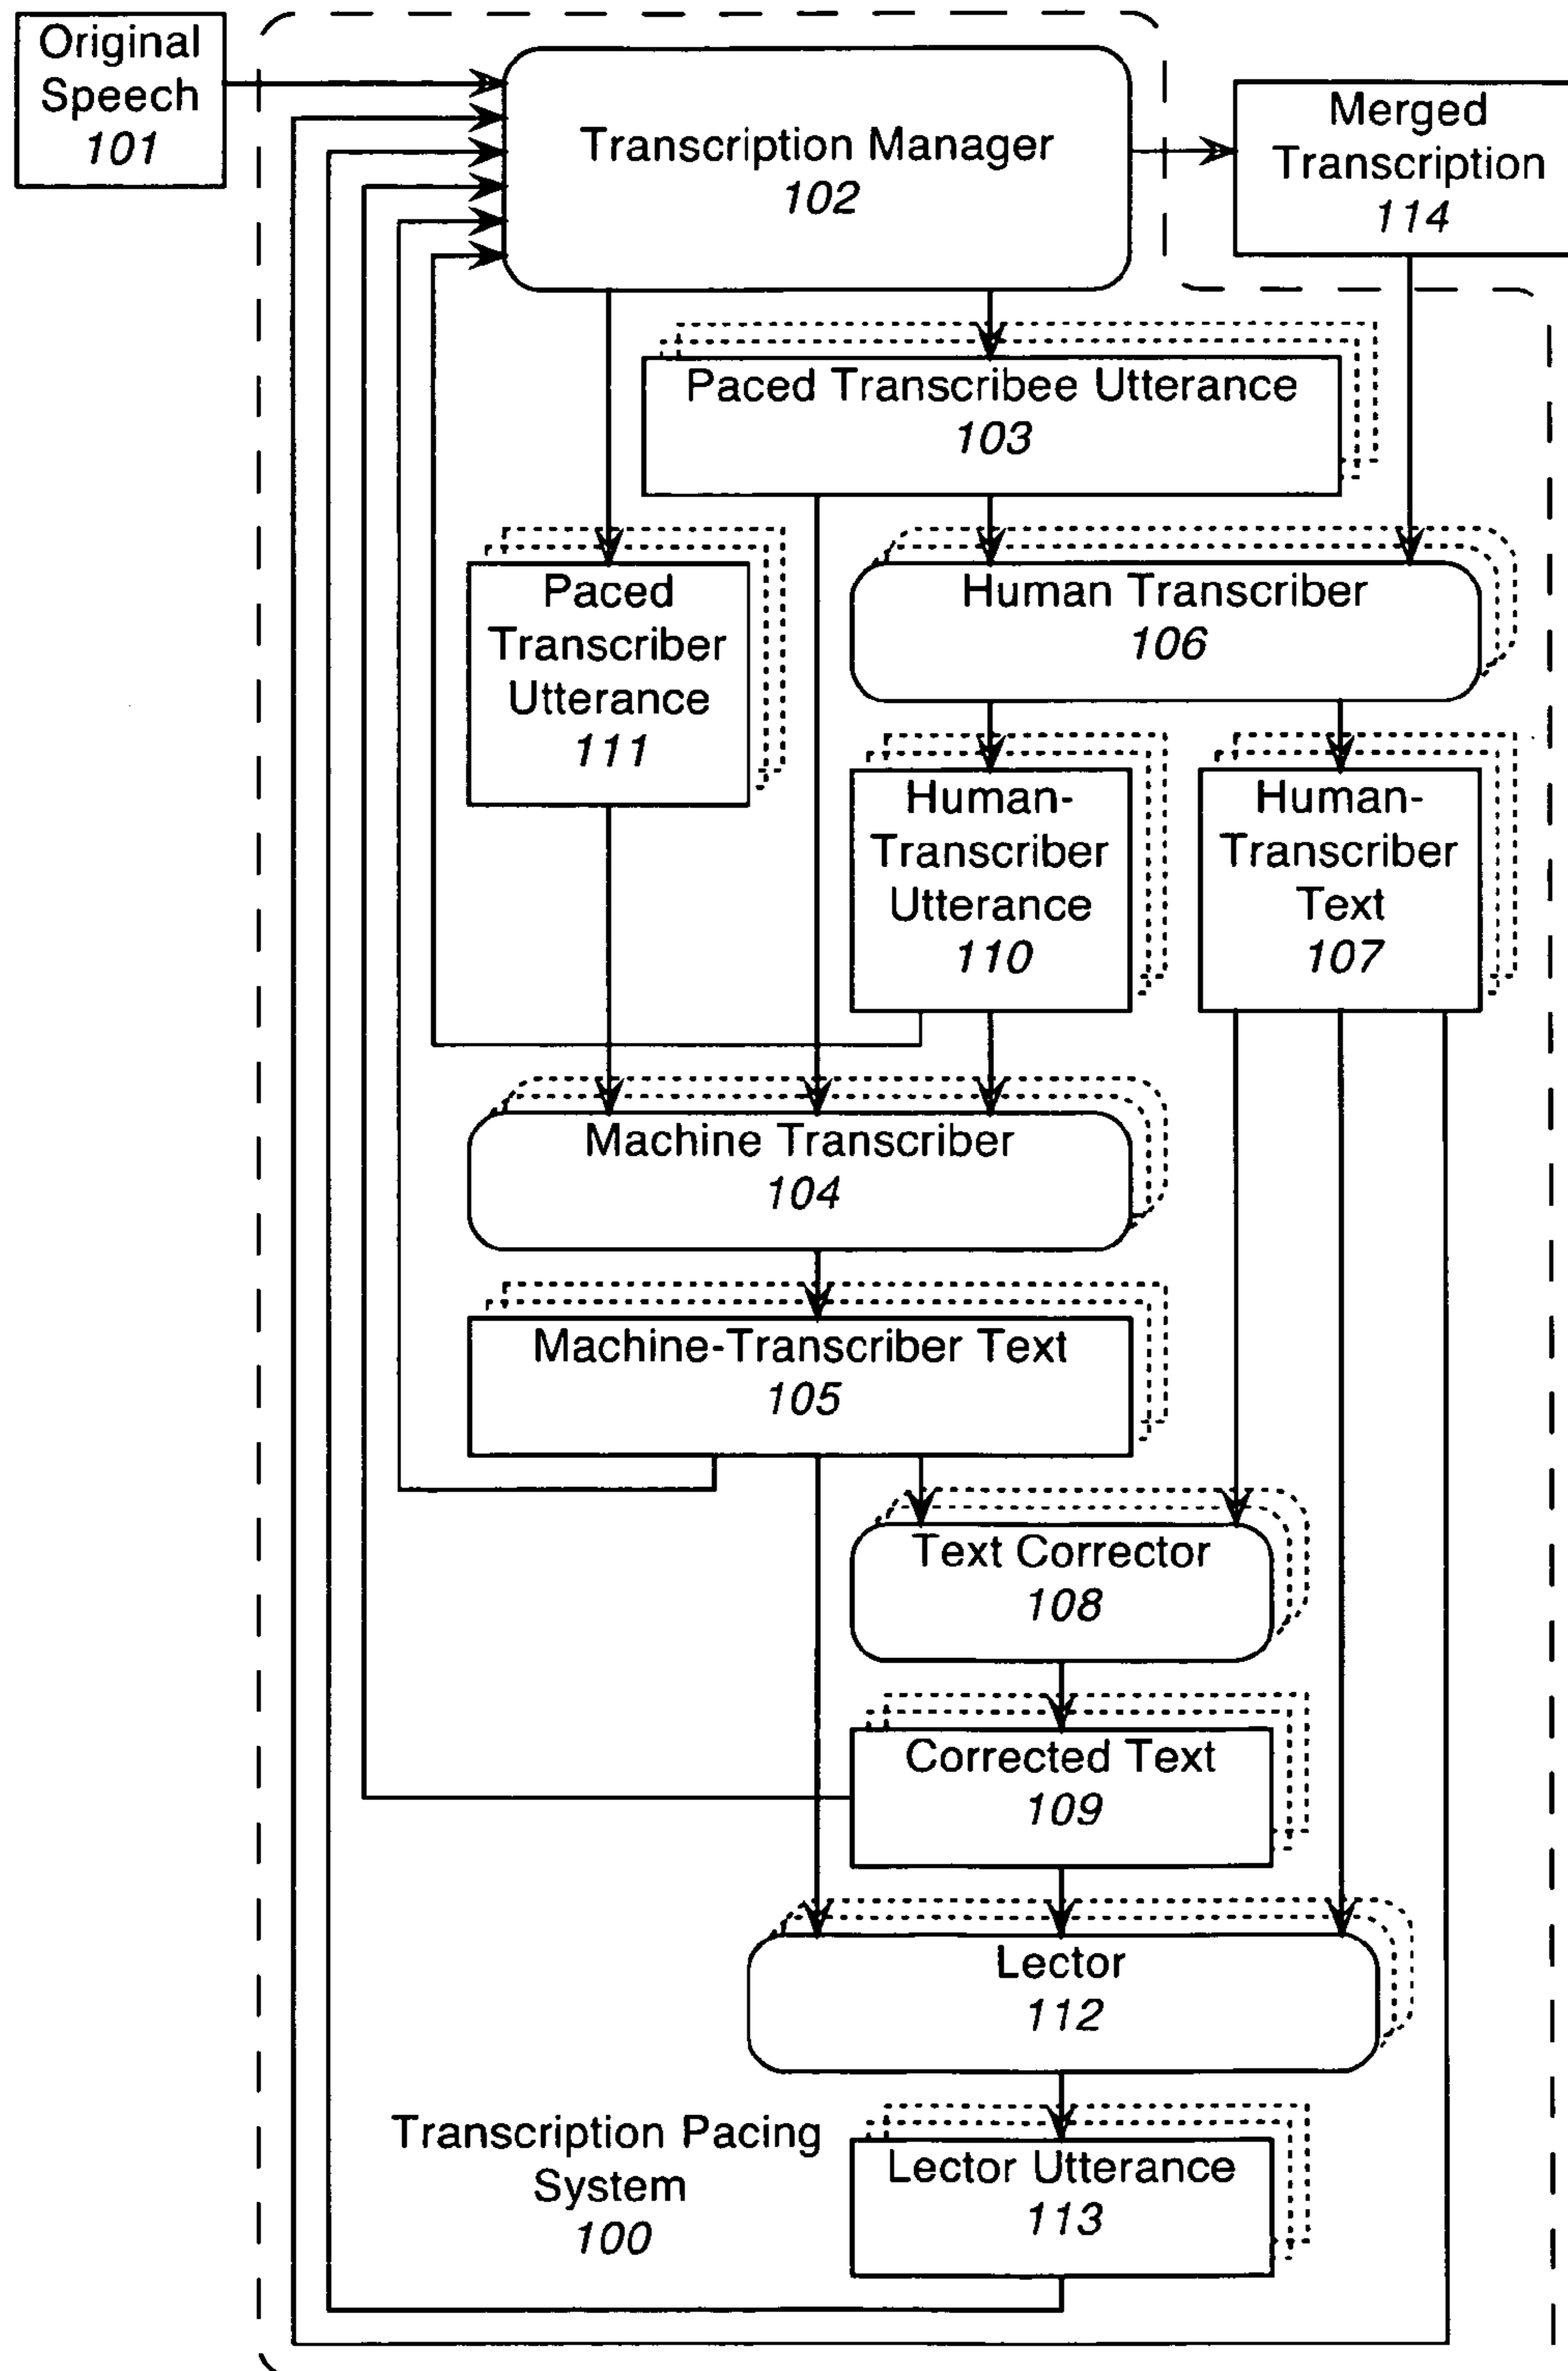 Original
Speech
101
Transcription Manager
102
Merged
Transcription
114
Paced Transcribee Utterance
103
Paced
Transcriber
Utterance
111
Human Transcriber
106
Human-
Transcriber
Utterance
110
Human-
Transcriber
Text
107
Machine Transcriber
104
Machine-Transcriber Text
105
Text Corrector
108
Corrected Text
109
Lector
112
Transcription Pacing
System
100
Lector Utterance
113